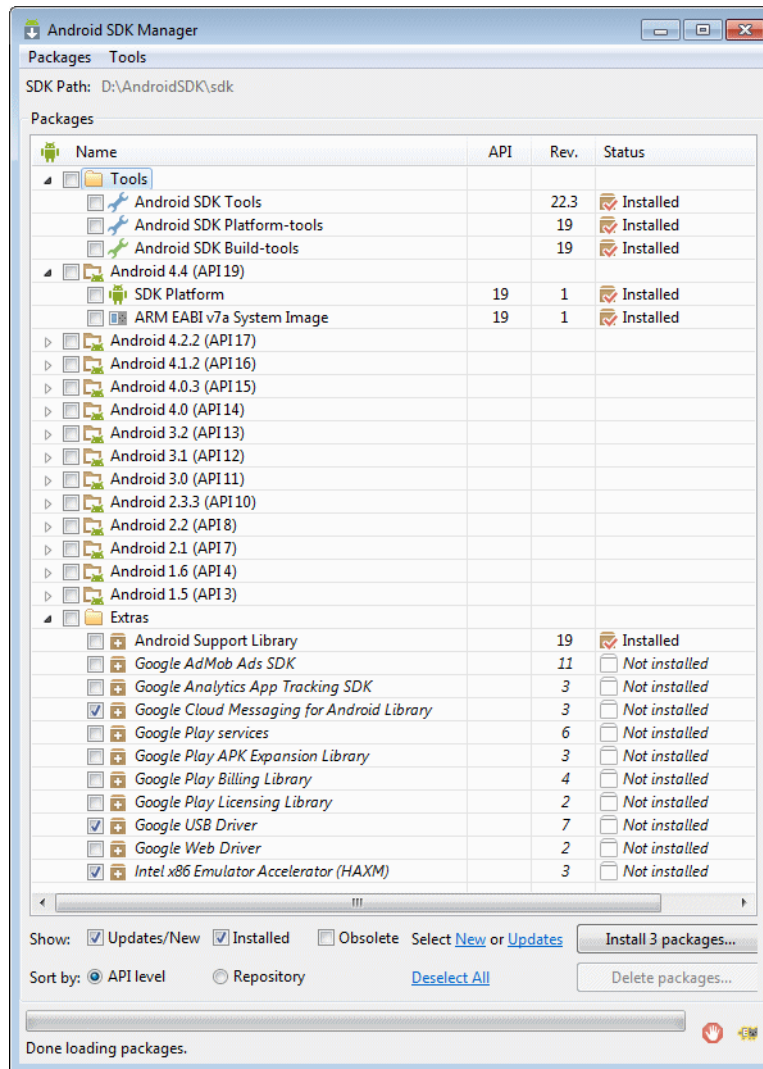 Android SDK Manager
Packages Tools
SDK Path: D:\AndroidSDK\sdk
Packages
Name API Rev. Status
Tools
Android SDK Tools 22.3 Installed
Android SDK Platform-tools 19 Installed
Android SDK Build-tools 19 Installed
Android 4.4 (API 19)
SDK Platform 19 1 Installed
ARM EABI v7a System Image 19 1 Installed
Android 4.2.2 (API 17)
Android 4.1.2 (API 16)
Android 4.0.3 (API 15)
Android 4.0 (API 14)
Android 3.2 (API 13)
Android 3.1 (API 12)
Android 3.0 (API 11)
Android 2.3.3 (API 10)
Android 2.2 (API 8)
Android 2.1 (API 7)
Android 1.6 (API 4)
Android 1.5 (API 3)
Extras
Android Support Library 19 Installed
Google AdMob Ads SDK 11 Not installed
Google Analytics App Tracking SDK 3 Not installed
Google Cloud Messaging for Android Library 3 Not installed
Google Play services 6 Not installed
Google Play APK Expansion Library 3 Not installed
Google Play Billing Library 4 Not installed
Google Play Licensing Library 2 Not installed
Google USB Driver 7 Not installed
Google Web Driver 2 Not installed
Intel x86 Emulator Accelerator (HAXM) 3 Not installed
Show: Updates/New Installed Obsolete Select New or Updates Install 3 packages...
Sort by: API level Repository Deselect All Delete packages...
Done loading packages.